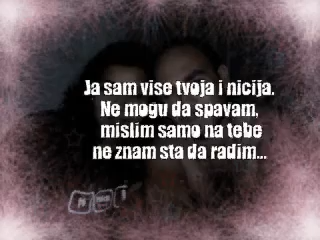 Ja sam vise tvoja i nicija.
Ne mogu da spavam,
mislim samo na tebe
ne znam sta da radim...